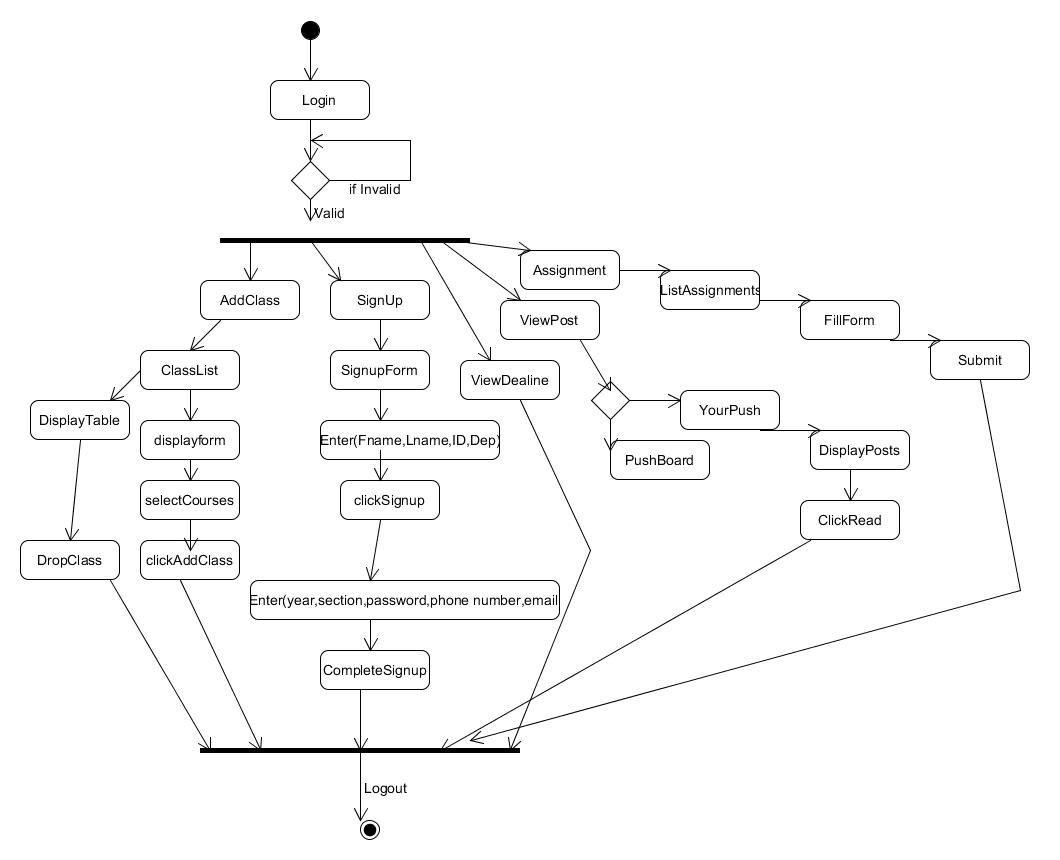 Login
if Invalid
Valid
Assignment
ListAssignments
FillForm
Submit
AddClass
SignUp
ViewPost
ClassList
SignupForm
ViewDealine
DisplayTable
YourPush
displayform
Enter(Fname,Lname,ID,Dep)
DisplayPosts
PushBoard
selectCourses
clickSignup
ClickRead
DropClass
clickAddClass
Enter(year,section,password,phone number,email
CompleteSignup
Logout